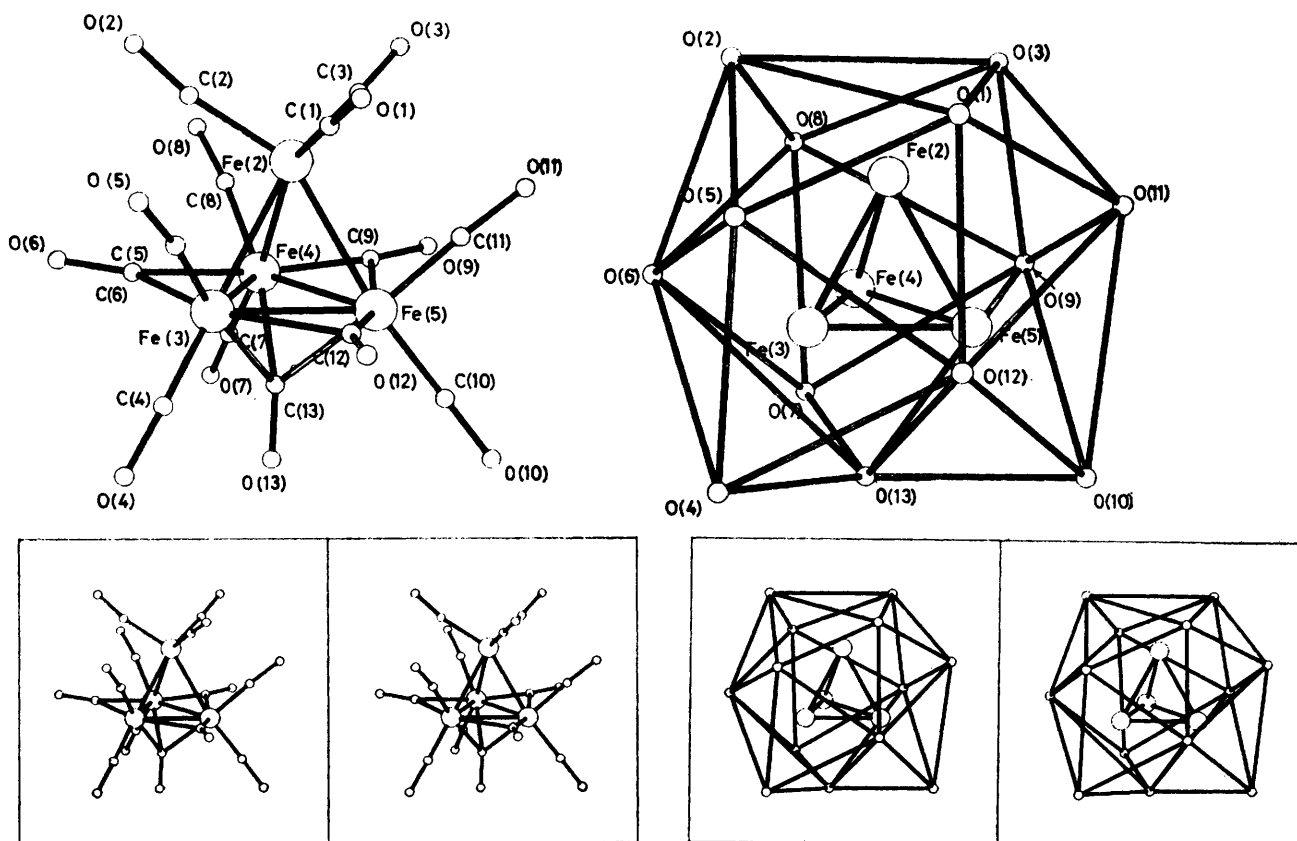 O(2)
O(3)
C(2)
C(3)
C(1)
O(1)
O(8)
Fe(2)
O(5)
C(8)
O(11)
O(6)
C(5)
C(6)
Fe(4)
C(9)
C(11)
O(9)
Fe(3)
C(7)
Fe(5)
C(12)
O(12)
O(7)
C(4)
C(13)
C(10)
O(4)
O(13)
O(10)
O(2)
O(3)
O(1)
O(8)
Fe(2)
O(5)
O(11)
O(6)
Fe(4)
O(9)
Fe(3)
Fe(5)
O(12)
O(7)
O(4)
O(13)
O(10)